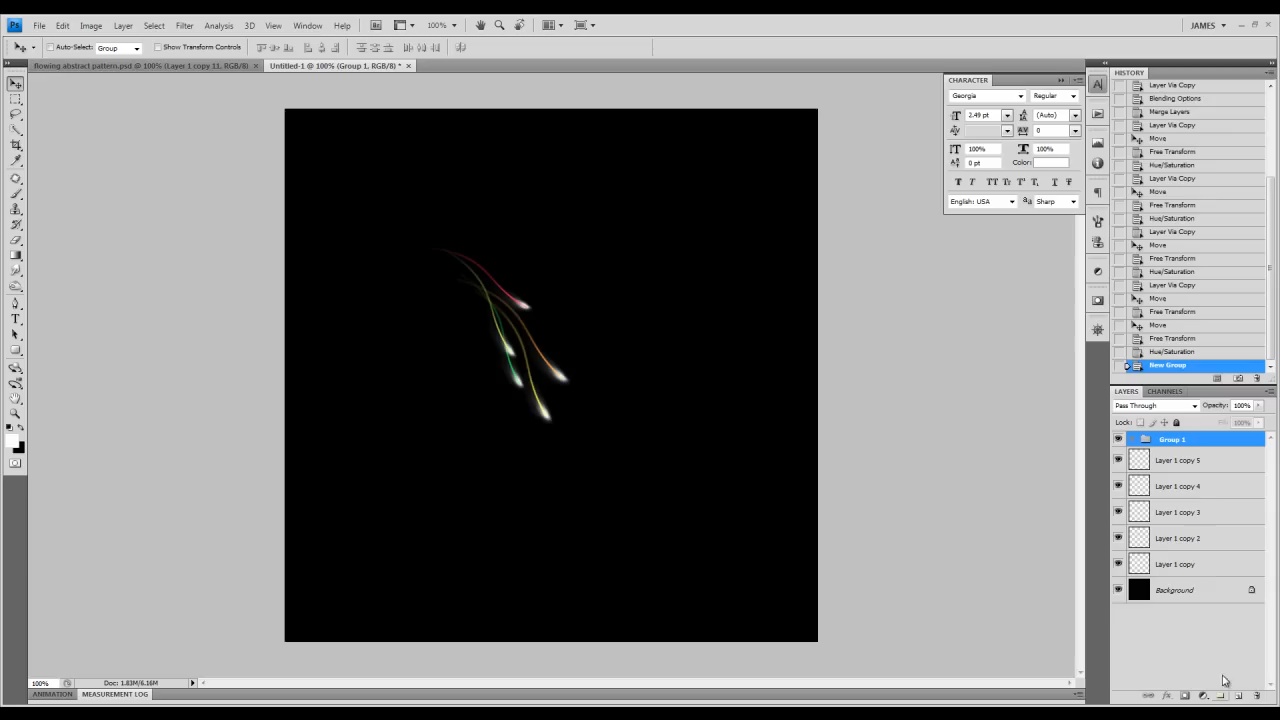 Ps File Edit Image Layer Select Filter Analysis 3D View Window Help 100% JAMES
Auto-Select: Group Show Transform Controls
flowing abstract pattern.psd @ 100% (Layer 1 copy 11, RGB/8) × Untitled-1 @ 100% (Group 1, RGB/8) * ×
CHARACTER
Georgia Regular
2.49 pt (Auto)
0
100% 100%
0 pt Color:
T T TT Tr T¹ T, T T
English: USA aa Sharp
HISTORY
Layer Via Copy
Blending Options
Merge Layers
Layer Via Copy
Move
Free Transform
Hue/Saturation
Layer Via Copy
Move
Free Transform
Hue/Saturation
Layer Via Copy
Move
Free Transform
Hue/Saturation
Layer Via Copy
Move
Free Transform
Move
Free Transform
Hue/Saturation
New Group
LAYERS CHANNELS
Pass Through Opacity: 100%
Lock: 100%
Group 1
Layer 1 copy 5
Layer 1 copy 4
Layer 1 copy 3
Layer 1 copy 2
Layer 1 copy
Background
100% Doc: 1.83M/6.16M
ANIMATION MEASUREMENT LOG